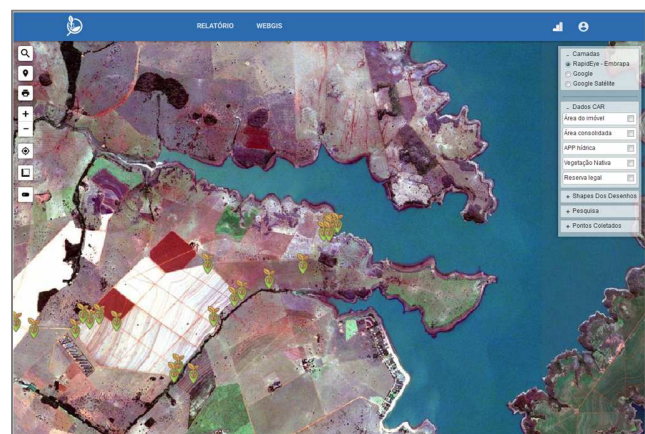 RELATÓRIO WEBGIS
- Camadas
RapidEye - Embrapa
Google
Google Satélite
- Dados CAR
Área do imóvel
Área consolidada
APP hídrica
Vegetação Nativa
Reserva legal
+ Shapes Dos Desenhos
+ Pesquisa
+ Pontos Coletados